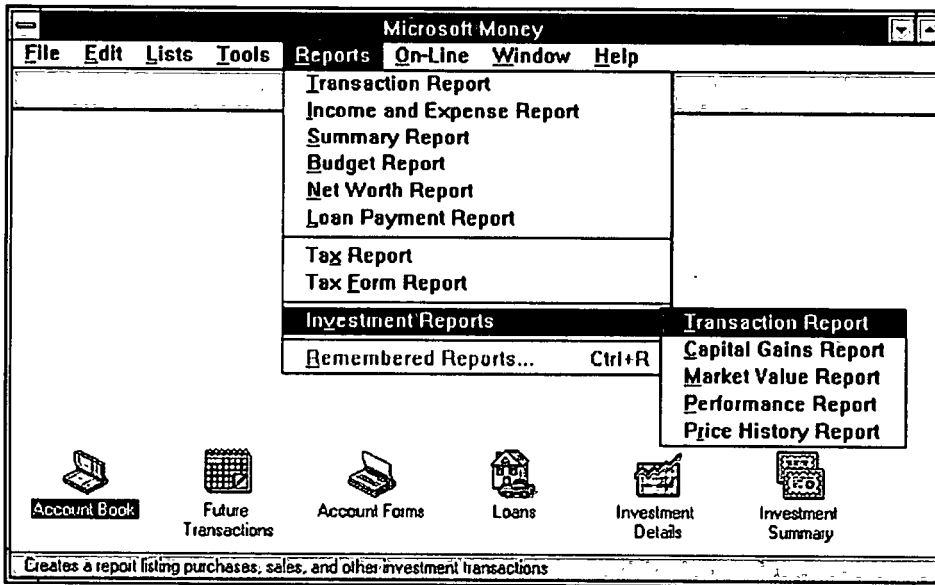 Microsoft Money
File Edit Lists Tools Reports On-Line Window Help
Transaction Report
Income and Expense Report
Summary Report
Budget Report
Net Worth Report
Loan Payment Report
Tax Report
Tax Form Report
Investment Reports
Remembered Reports... Ctrl+R
Transaction Report
Capital Gains Report
Market Value Report
Performance Report
Price History Report
Account Book
Future
Transactions
Account Forms
Loans
Investment
Details
Investment
Summary
Creates a report listing purchases, sales, and other investment transactions